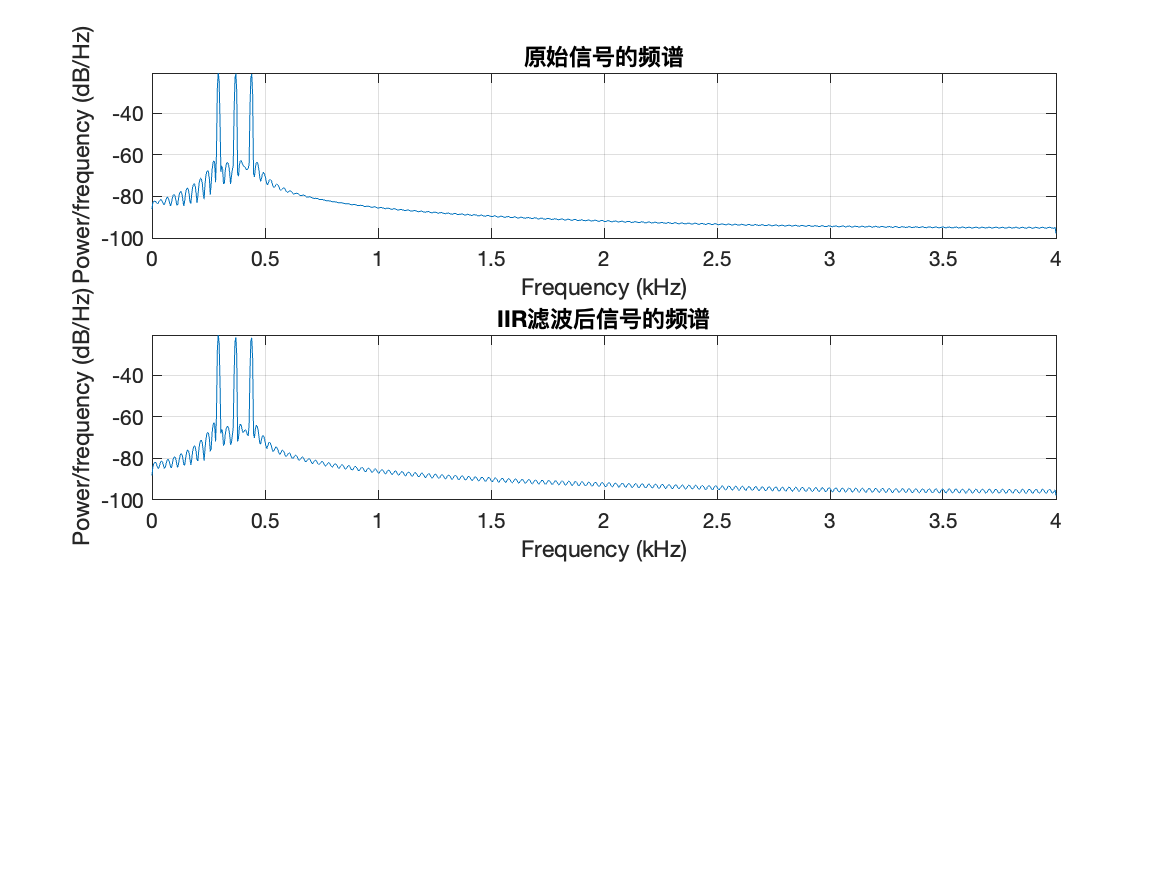 原始信号的频谱
Power/frequency (dB/Hz)
-40
-60
-80
-100
0 0.5 1 1.5 2 2.5 3 3.5 4
Frequency (kHz)
IIR滤波后信号的频谱
Power/frequency (dB/Hz)
-40
-60
-80
-100
0 0.5 1 1.5 2 2.5 3 3.5 4
Frequency (kHz)